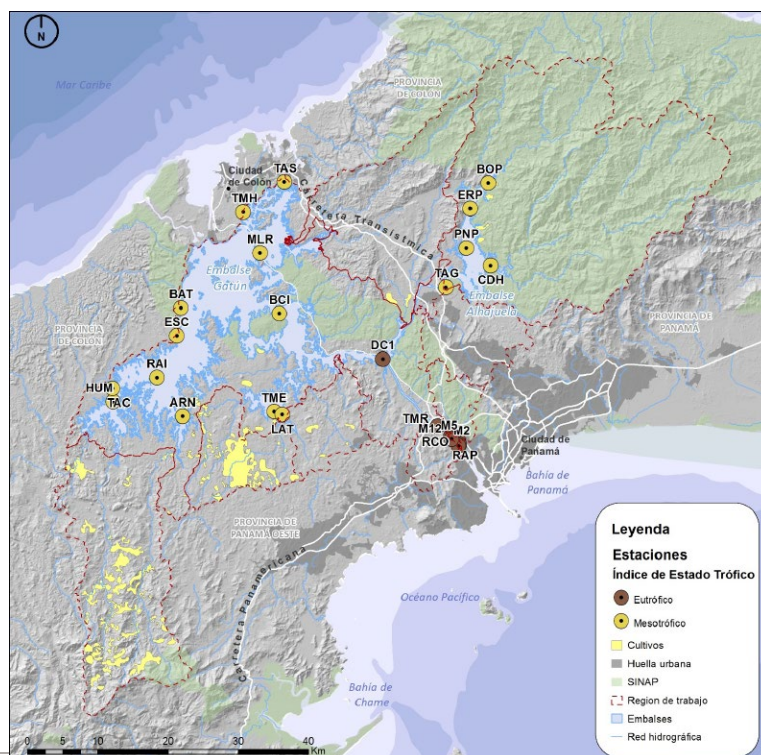 N
Mar Caribe
PROVINCIA
DE COLÓN
Ciudad
de Colón
TAS
TMH
Carretera Transístmica
BOP
ERP
MLR
PNP
Embalse
Gatún
TAG
CDH
Embalse
Alhajuela
BAT
BCI
ESC
PROVINCIA
DE COLÓN
PROVINCIA DE
PANAMÁ
DC1
RAI
HUM
TAC
ARN
TME
LAT
TMR
M12
M5
M2
RCO
RAP
Ciudad de
Panamá
Bahía de
Panamá
PROVINCIA DE
PANAMÁ OESTE
Carretera Panamericana
Océano Pacífico
Bahía de
Chame
Leyenda
Estaciones
Índice de Estado Trófico
Eutrófico
Mesotrófico
Cultivos
Huella urbana
SINAP
Region de trabajo
Embalses
Red hidrográfica
0 10 20 30 40
Km